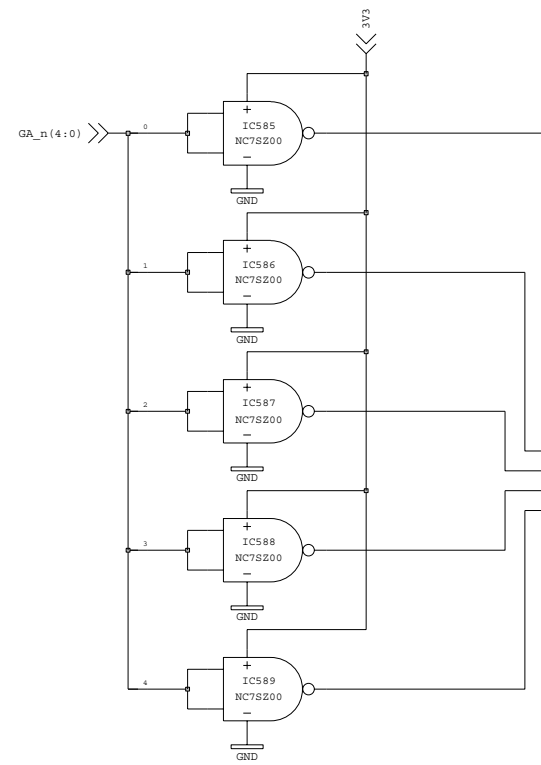 3V3
+
IC585
NC7SZ00
−
GND
GA_n(4:0)
0
+
IC586
NC7SZ00
−
GND
1
+
IC587
NC7SZ00
−
GND
2
+
IC588
NC7SZ00
−
GND
3
+
IC589
NC7SZ00
−
GND
4